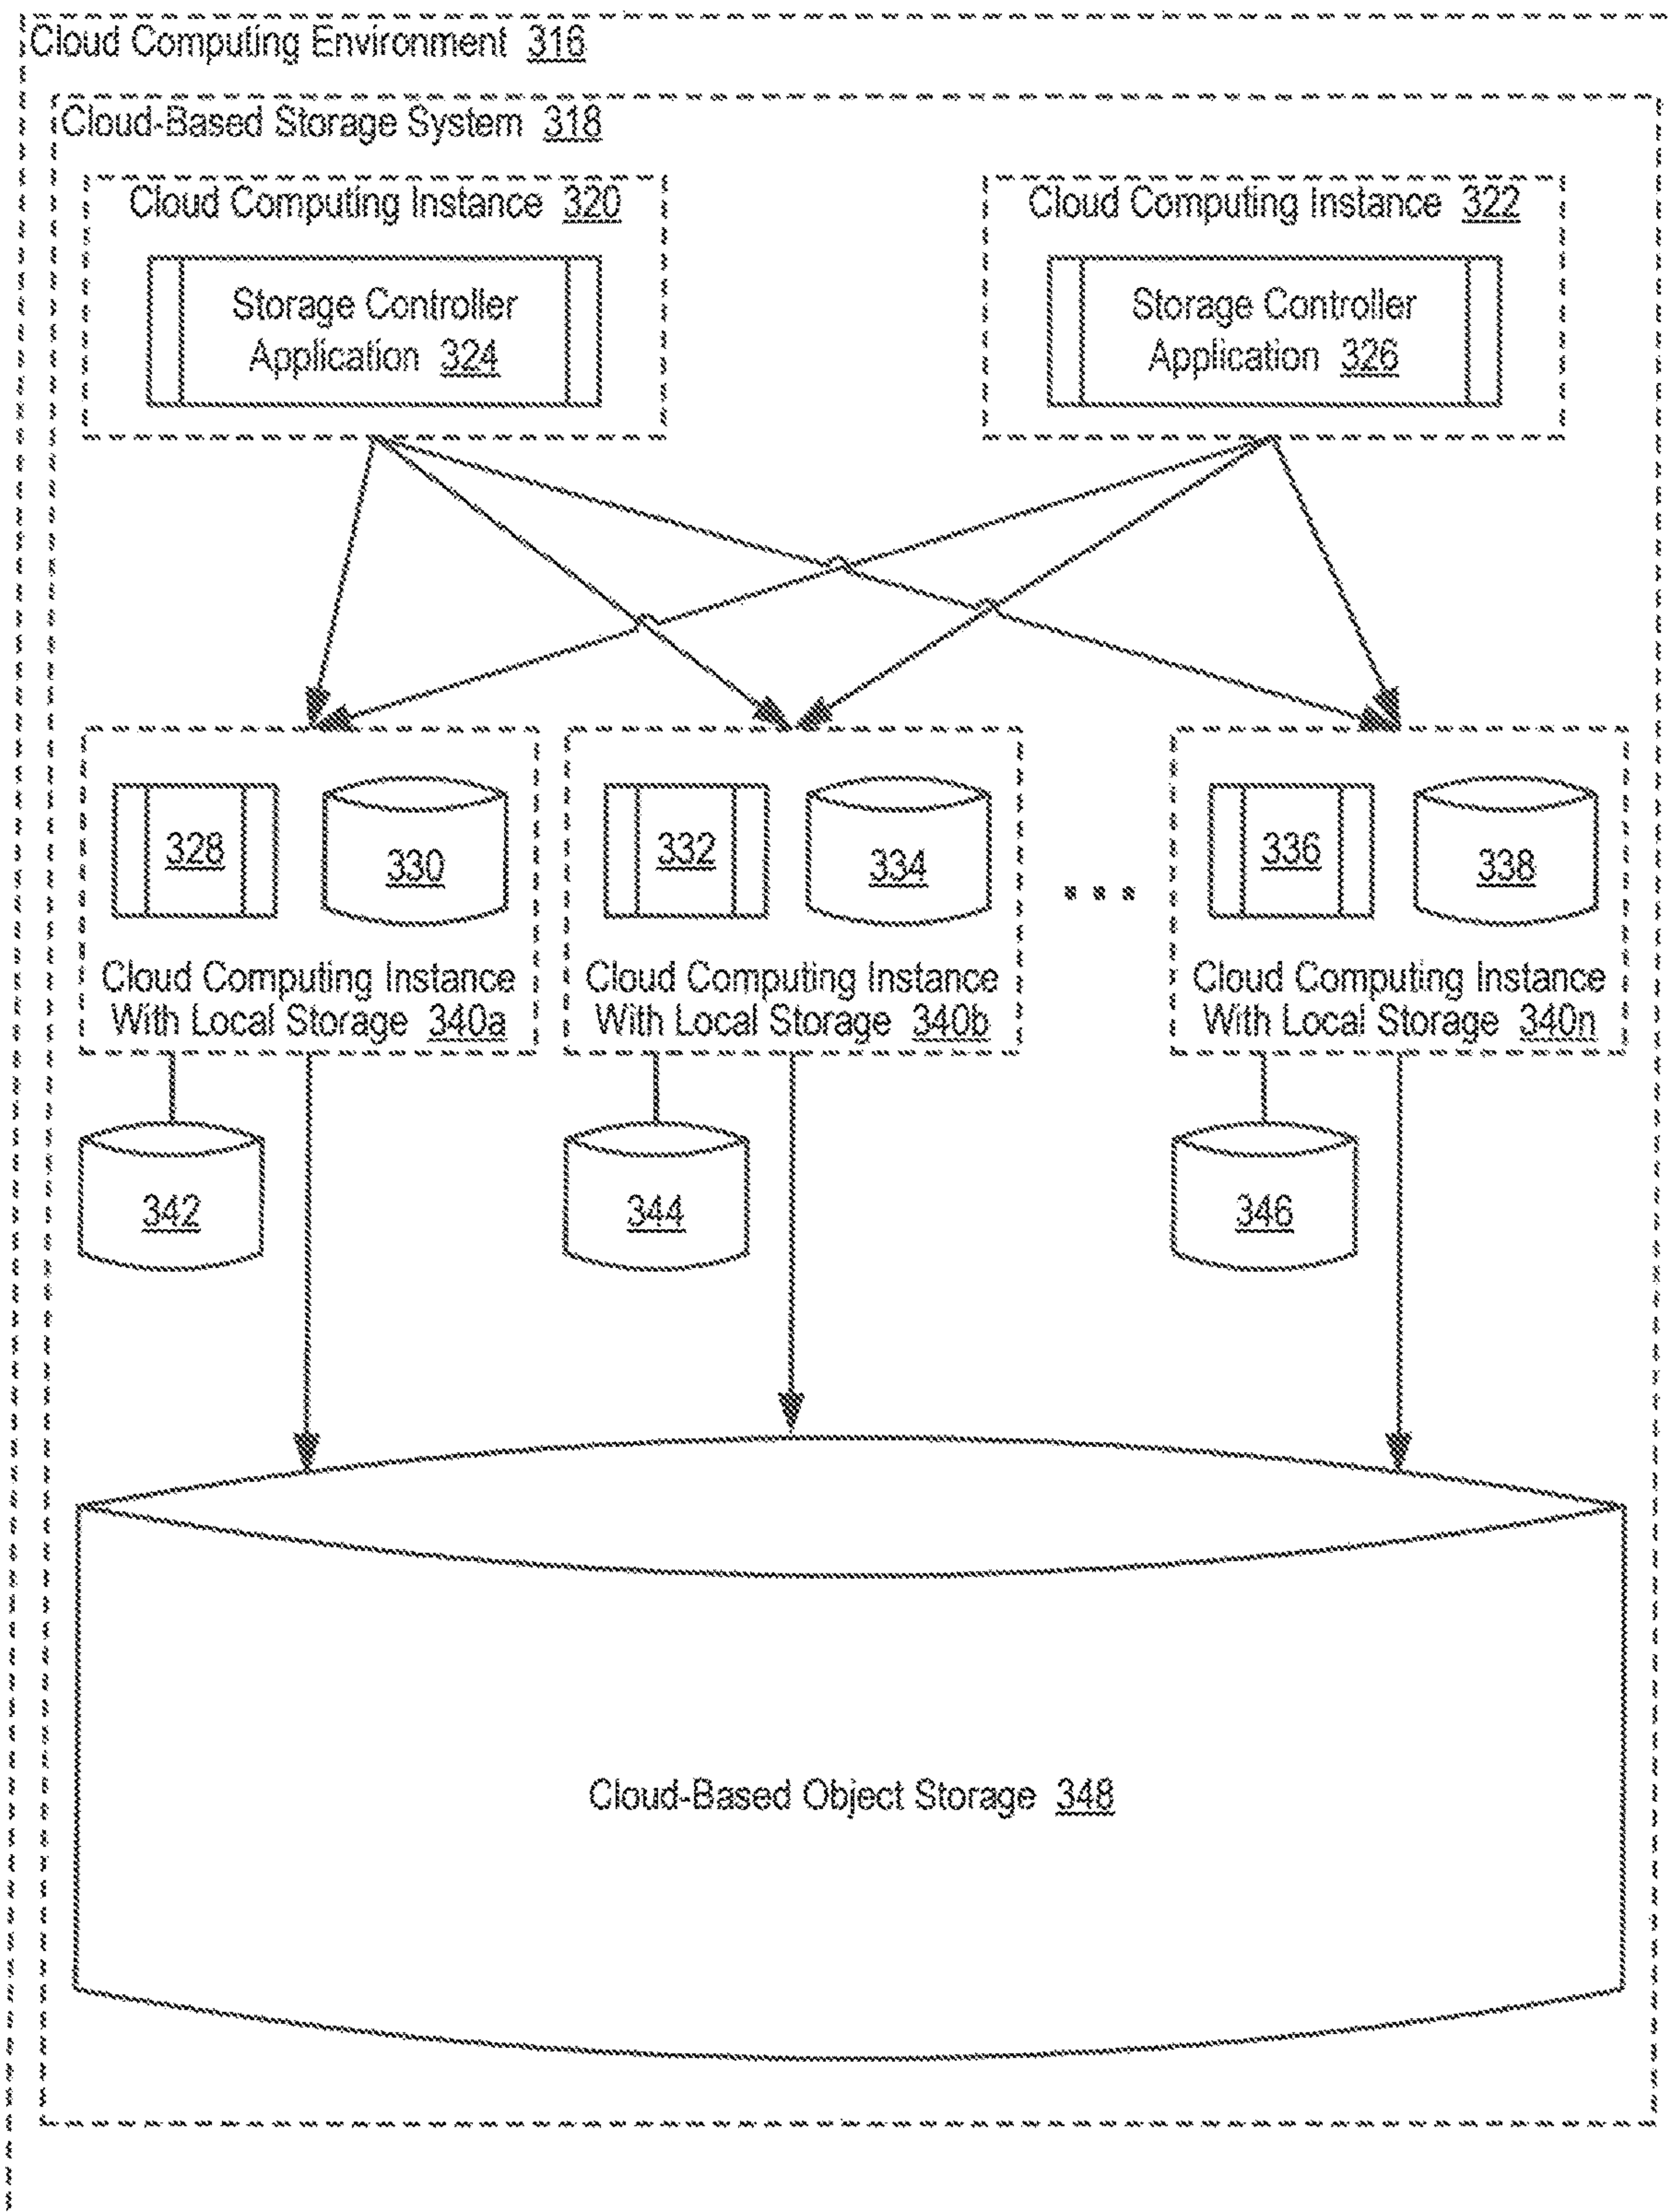 Cloud Computing Environment 316
Cloud-Based Storage System 318
Cloud Computing Instance 320
Storage Controller
Application 324
Cloud Computing Instance 322
Storage Controller
Application 326
328
330
Cloud Computing Instance
With Local Storage 340a
332
334
Cloud Computing Instance
With Local Storage 340b
...
336
338
Cloud Computing Instance
With Local Storage 340n
342
344
346
Cloud-Based Object Storage 348